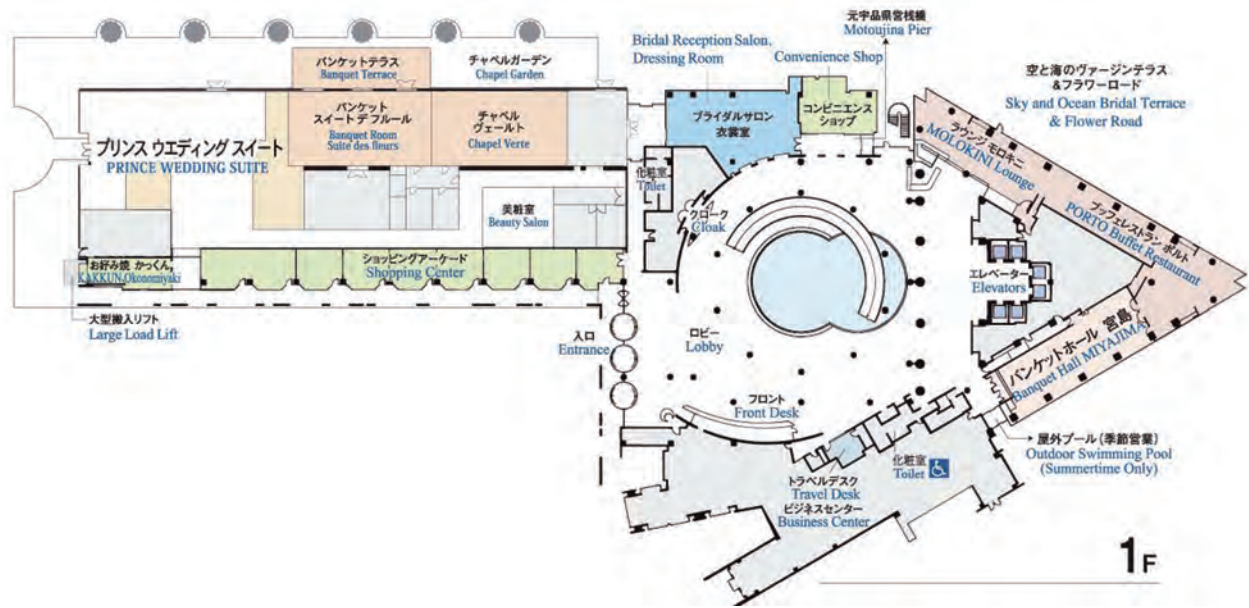 バンケットテラス
Banquet Terrace
チャペルガーデン
Chapel Garden
バンケット
スイート デ フルール
Banquet Room
Suite des fleurs
チャペル
ヴェールト
Chapel Verte
プリンス ウエディング スイート
PRINCE WEDDING SUITE
美粧室
Beauty Salon
お好み焼 かっくん
KAKKUN Okonomiyaki
ショッピングアーケード
Shopping Center
大型搬入リフト
Large Load Lift
Bridal Reception Salon,
Dressing Room
ブライダルサロン
衣裳室
Convenience Shop
コンビニエンス
ショップ
元宇品県営桟橋
Motoujina Pier
空と海のヴァージンテラス
&フラワーロード
Sky and Ocean Bridal Terrace
& Flower Road
ラウンジ モロキニ
MOLOKINI Lounge
ブッフェレストラン ポルト
PORTO Buffet Restaurant
化粧室
Toilet
クローク
Cloak
エレベーター
Elevators
入口
Entrance
ロビー
Lobby
バンケットホール 宮島
Banquet Hall MIYAJIMA
フロント
Front Desk
屋外プール(季節営業)
Outdoor Swimming Pool
(Summertime Only)
化粧室
Toilet
トラベルデスク
Travel Desk
ビジネスセンター
Business Center
1F